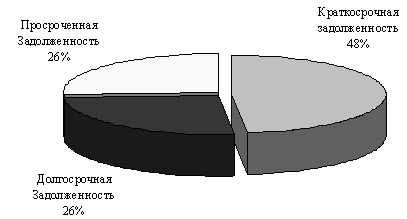 Просроченная
Задолженность
26%
Краткосрочная
задолженность
48%
Долгосрочная
Задолженность
26%